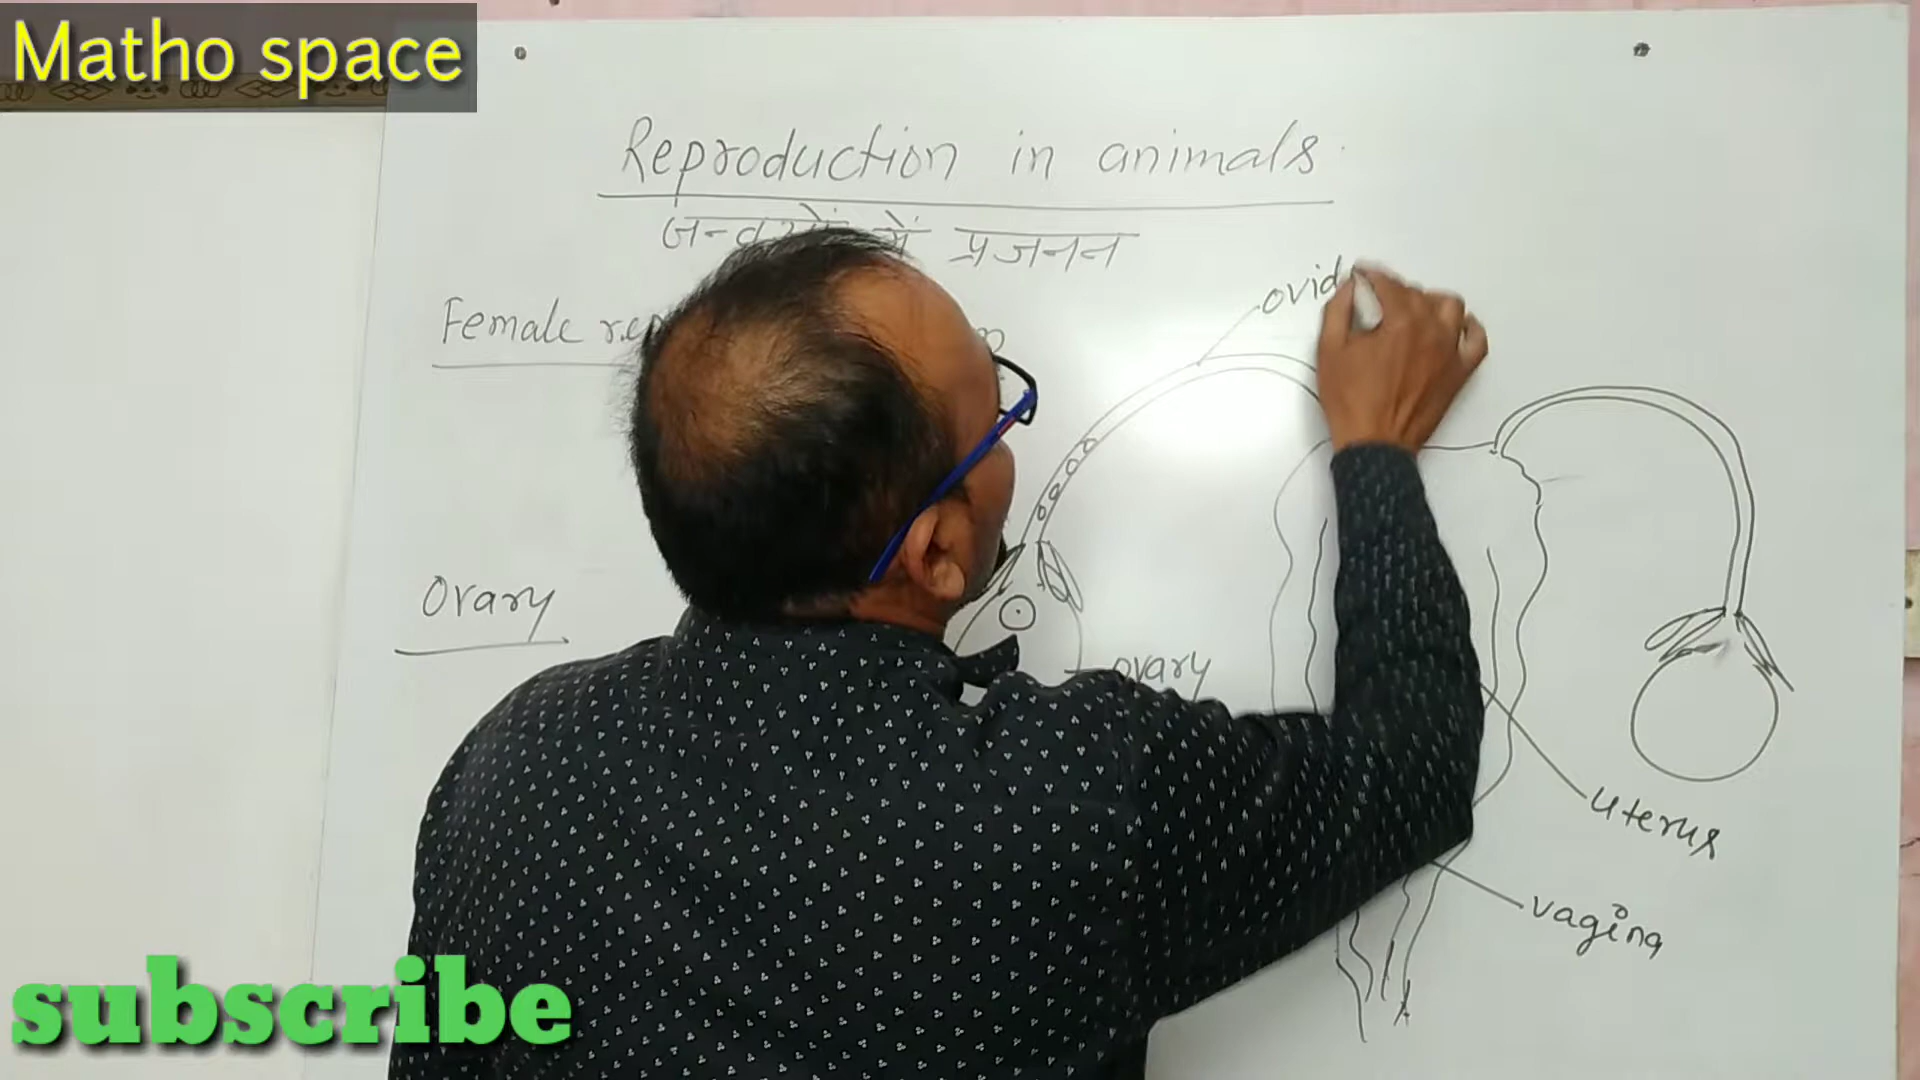 Matho space
Reproduction in animals
में प्रजनन
Female
ovid
Ovary
ovary
uterus
vagina
subscribe